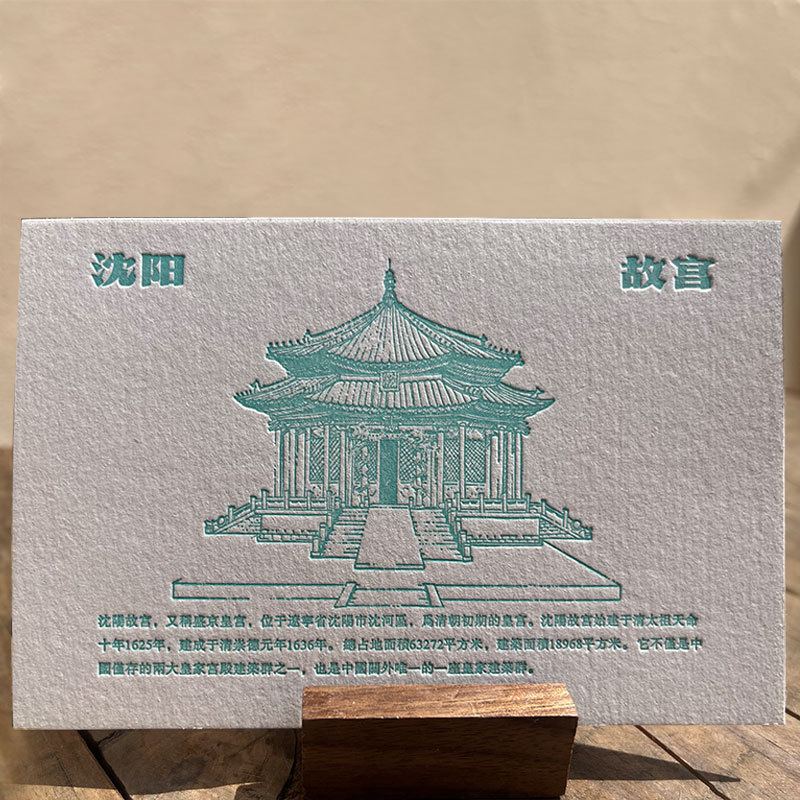 沈阳
故宫
沈陽故宮，又稱盛京皇宮，位于遼寧省沈陽市沈河區，爲清朝初期的皇宮。沈陽故宮始建于清太祖天命
十年1625年，建成于清崇德元年1636年。總占地面積63272平方米，建築面積18968平方米。它不僅是中
國僅存的兩大皇家宮殿建築群之一，也是中國關外唯一的一座皇家建築群。